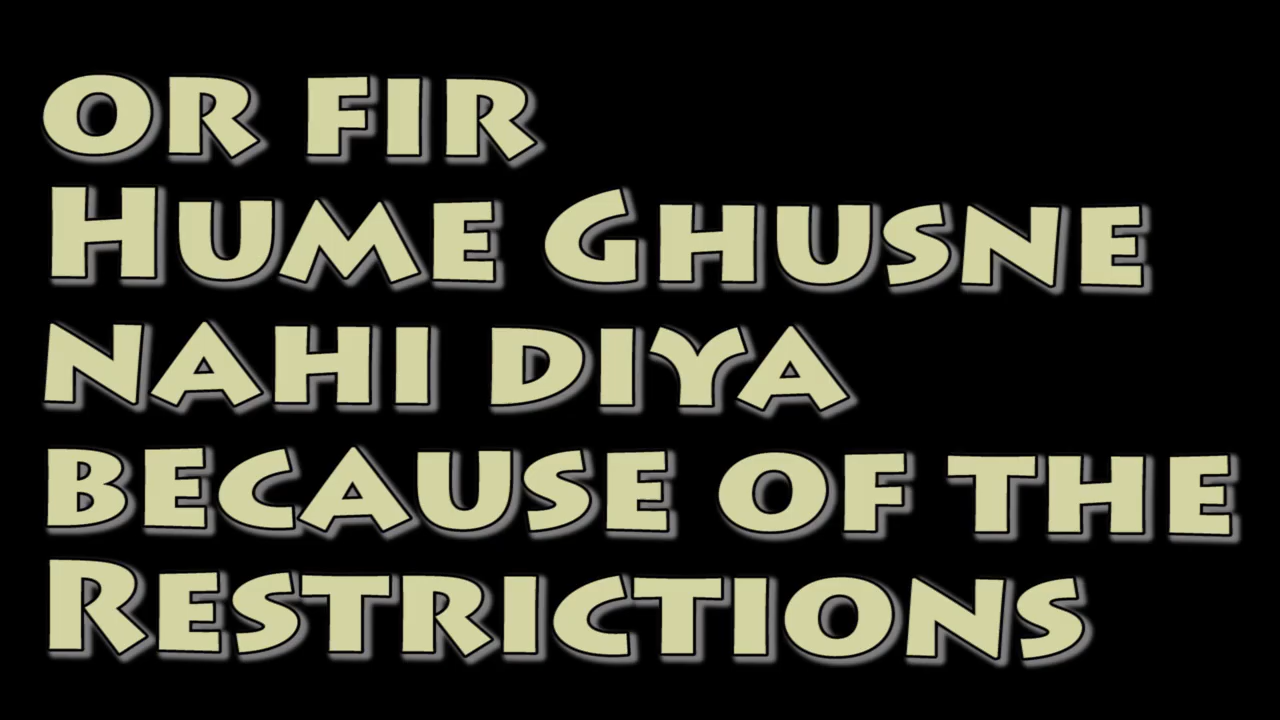 OR FIR
HUME GHUSNE
NAHI DIYA
BECAUSE OF THE
RESTRICTIONS